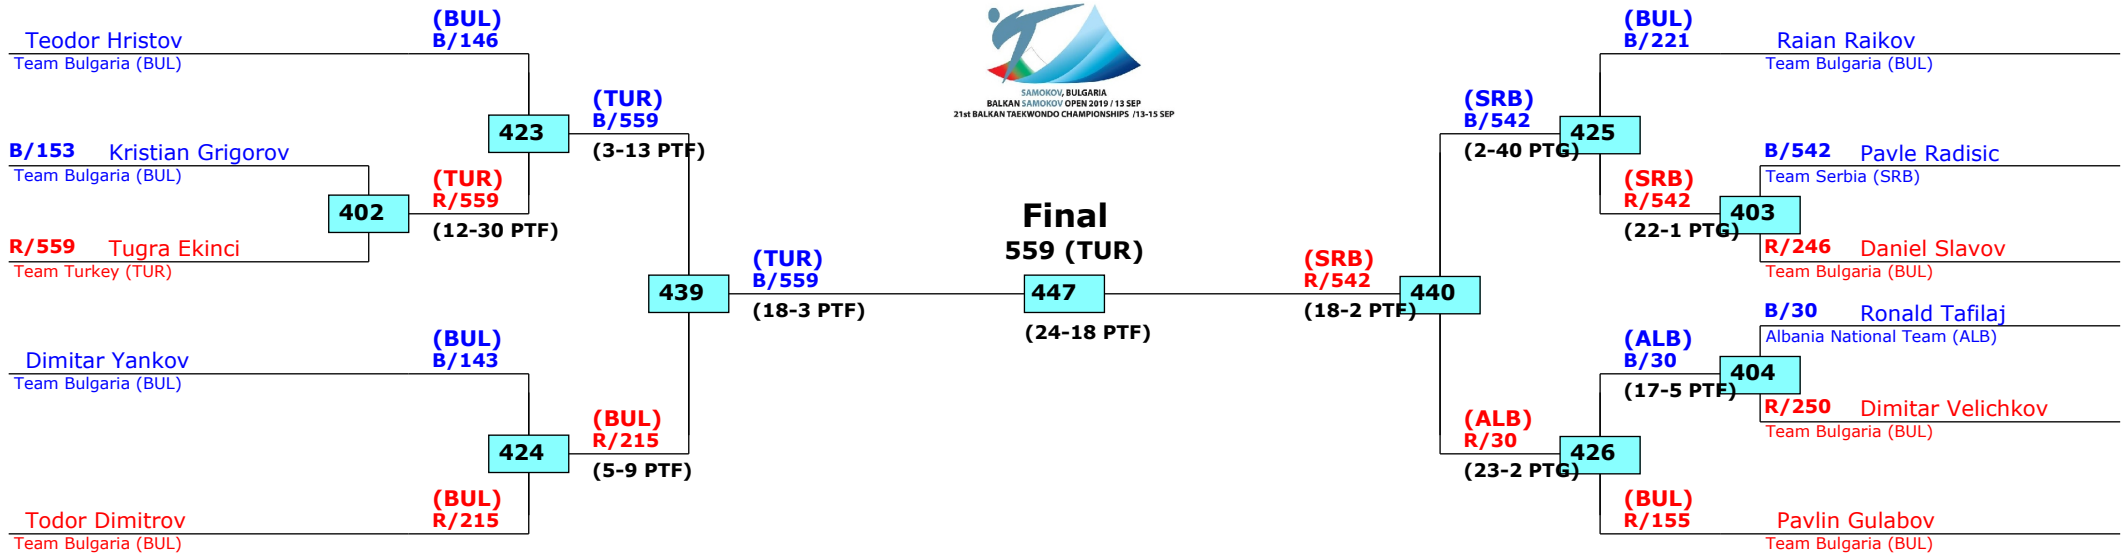 (BUL)
B/146
Teodor Hristov
Team Bulgaria (BUL)
(TUR)
B/559
423
(3-13 PTF)
B/153 Kristian Grigorov
Team Bulgaria (BUL)
(TUR)
R/559
402
(12-30 PTF)
R/559 Tugra Ekinci
Team Turkey (TUR)
(TUR)
B/559
439
(18-3 PTF)
(BUL)
B/143
Dimitar Yankov
Team Bulgaria (BUL)
(BUL)
R/215
424
(5-9 PTF)
(BUL)
R/215
Todor Dimitrov
Team Bulgaria (BUL)
SAMOKOV, BULGARIA
BALKAN SAMOKOV OPEN 2019 / 13 SEP
21st BALKAN TAEKWONDO CHAMPIONSHIPS /13-15 SEP
Final
559 (TUR)
447
(24-18 PTF)
(BUL)
B/221
Raian Raikov
Team Bulgaria (BUL)
(SRB)
B/542
425
(2-40 PTG)
B/542 Pavle Radisic
Team Serbia (SRB)
(SRB)
R/542
403
(22-1 PTG)
R/246 Daniel Slavov
Team Bulgaria (BUL)
(SRB)
R/542
440
(18-2 PTF)
B/30 Ronald Tafilaj
Albania National Team (ALB)
(ALB)
B/30
404
(17-5 PTF)
R/250 Dimitar Velichkov
Team Bulgaria (BUL)
(ALB)
R/30
426
(23-2 PTG)
(BUL)
R/155
Pavlin Gulabov
Team Bulgaria (BUL)